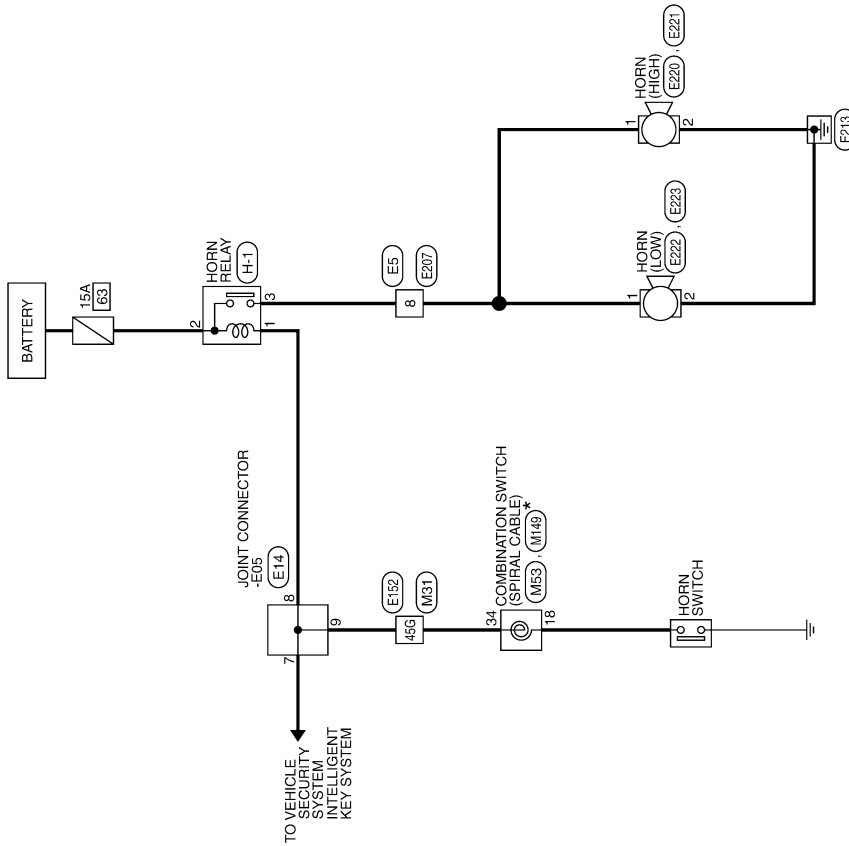 BATTERY
15A
63
2
HORN
RELAY
H-1
1
3
E5
8
E207
HORN
(HIGH)
E220 , E221
1
2
HORN
(LOW)
E222 , E223
1
2
E213
JOINT CONNECTOR
-E05
E14
8
7
9
TO VEHICLE
SECURITY
SYSTEM
INTELLIGENT
KEY SYSTEM
E152
45G
M31
COMBINATION SWITCH
(SPIRAL CABLE)*
M53 , M149
34
18
HORN
SWITCH